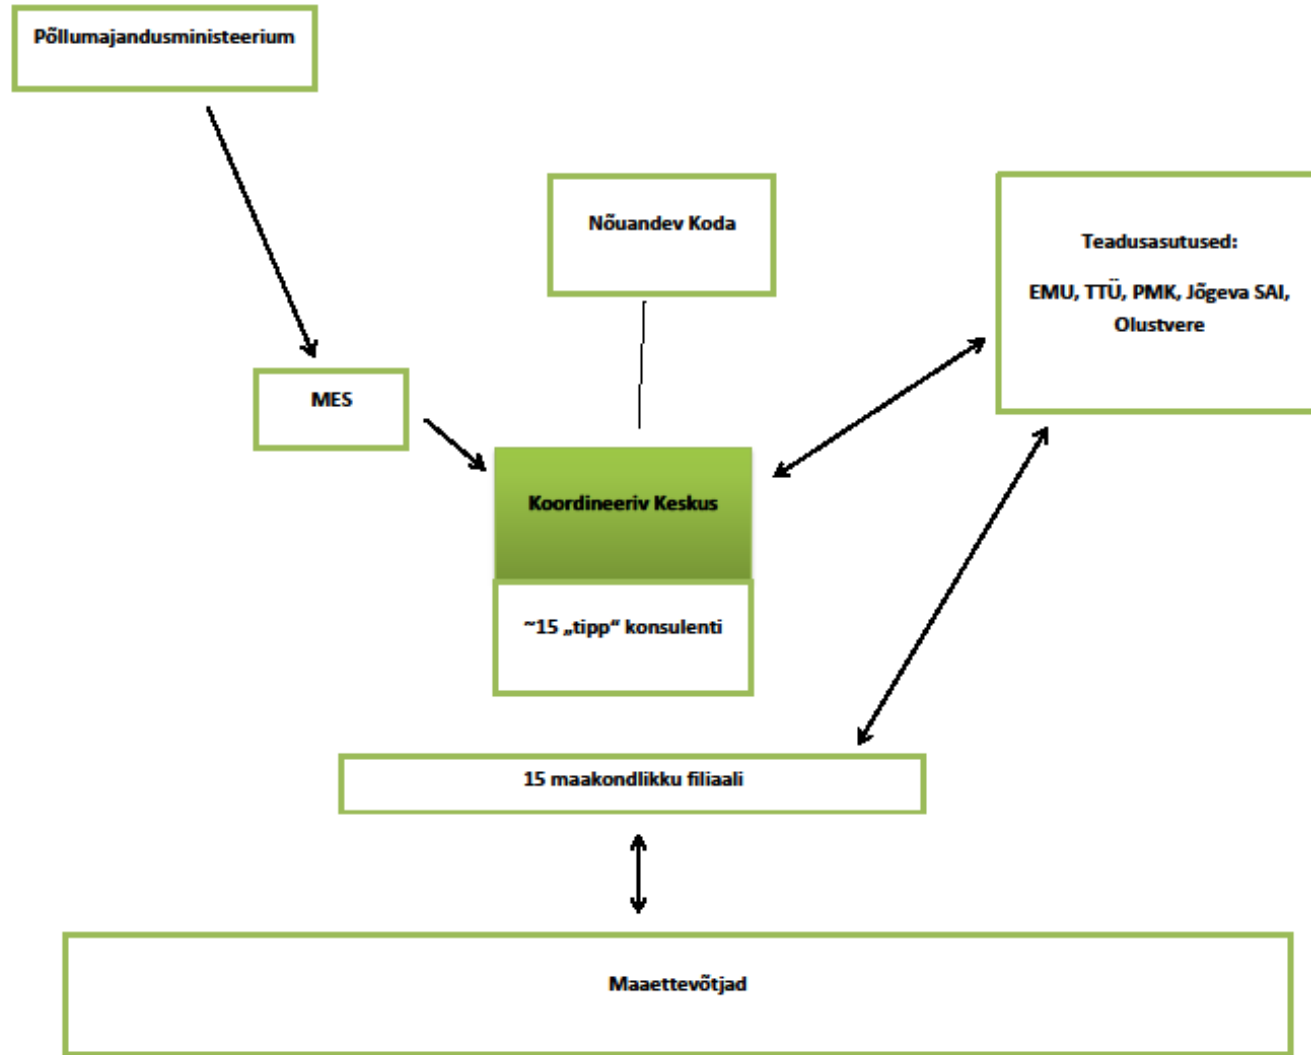 Põllumajandusministeerium
Nõuandev Koda
Teadusasutused:
EMU, TTÜ, PMK, Jõgeva SAI,
Olustvere
MES
Koordineeriv Keskus
~15 „tipp“ konsulenti
15 maakondlikku filiaali
Maaettevõtjad